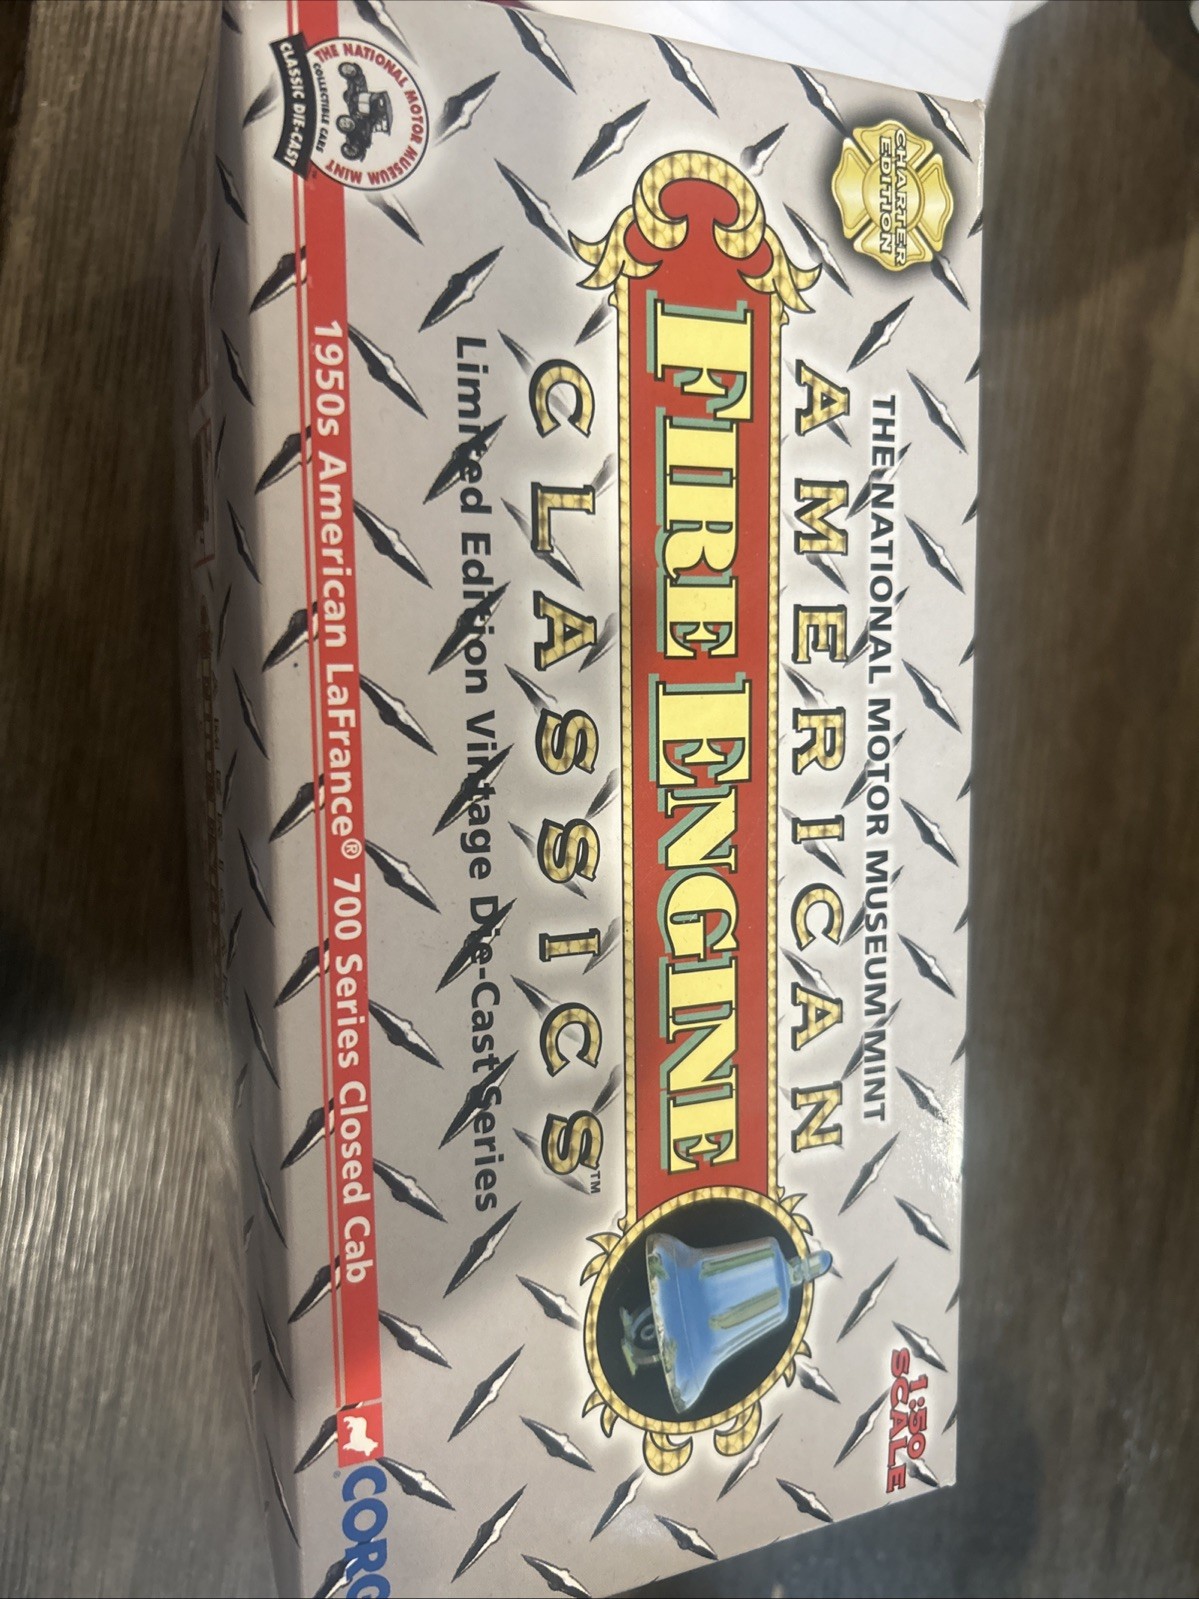 CHARTER
EDITION
THE NATIONAL MOTOR MUSEUM MINT
1:50
SCALE
AMERICAN
FIRE ENGINE
CLASSICS™
Limited Edition Vintage Die-Cast Series
THE NATIONAL MOTOR MUSEUM MINT
COLLECTIBLE CARS
CLASSIC DIE-CAST™
1950s American LaFrance® 700 Series Closed Cab
®
CORG